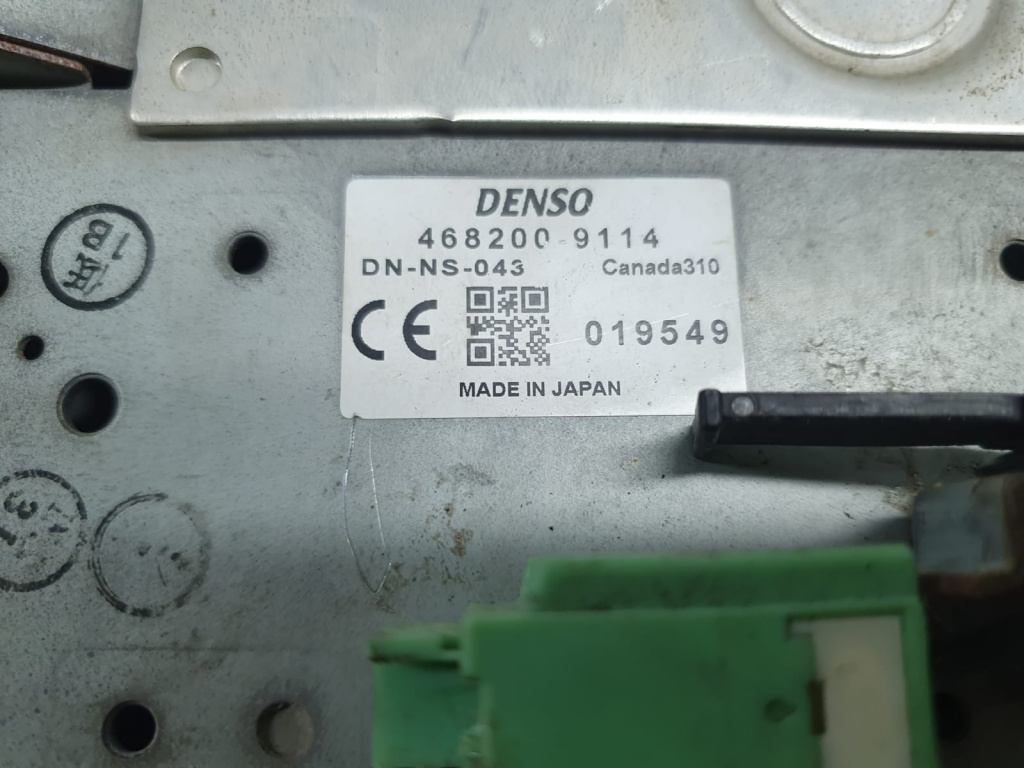 DENSO
468200-9114
DN-NS-043 Canada310
CE 019549
MADE IN JAPAN